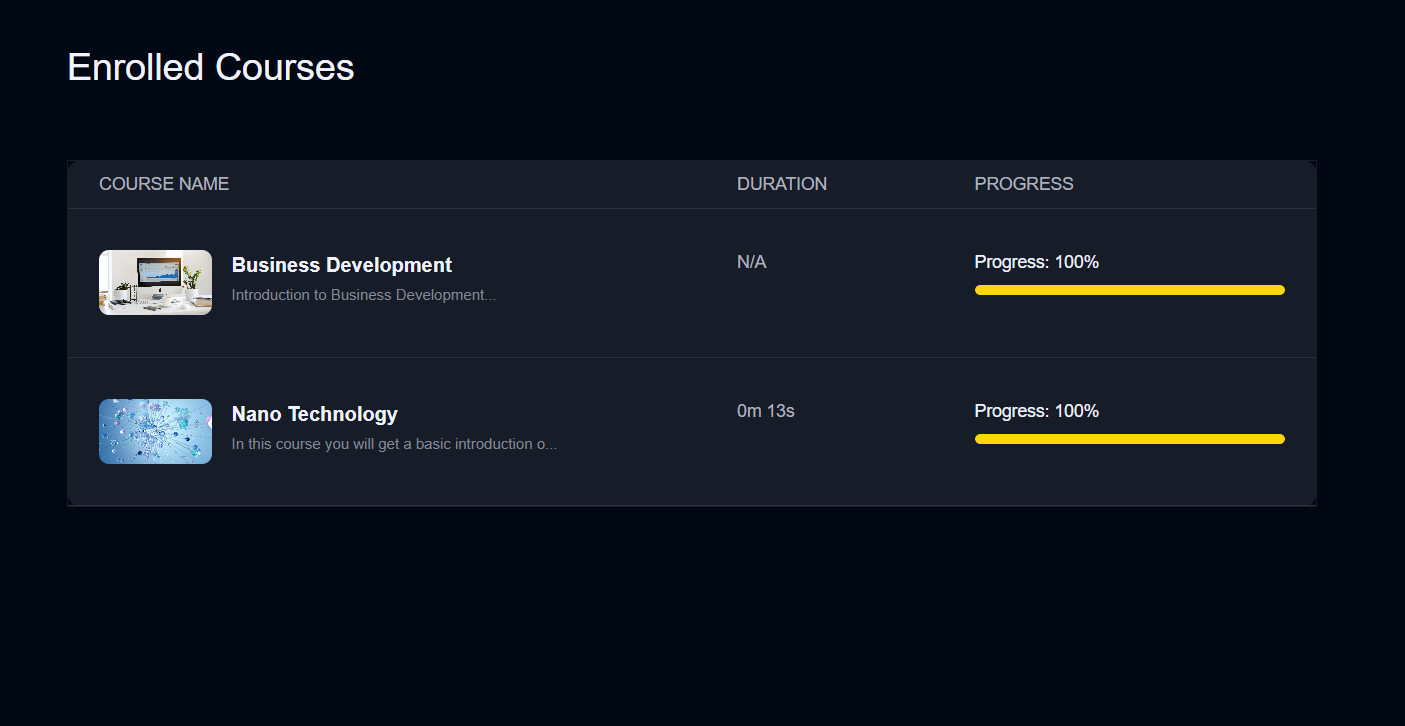 Enrolled Courses
COURSE NAME DURATION PROGRESS
Business Development N/A Progress: 100%
Introduction to Business Development...
Nano Technology 0m 13s Progress: 100%
In this course you will get a basic introduction o...